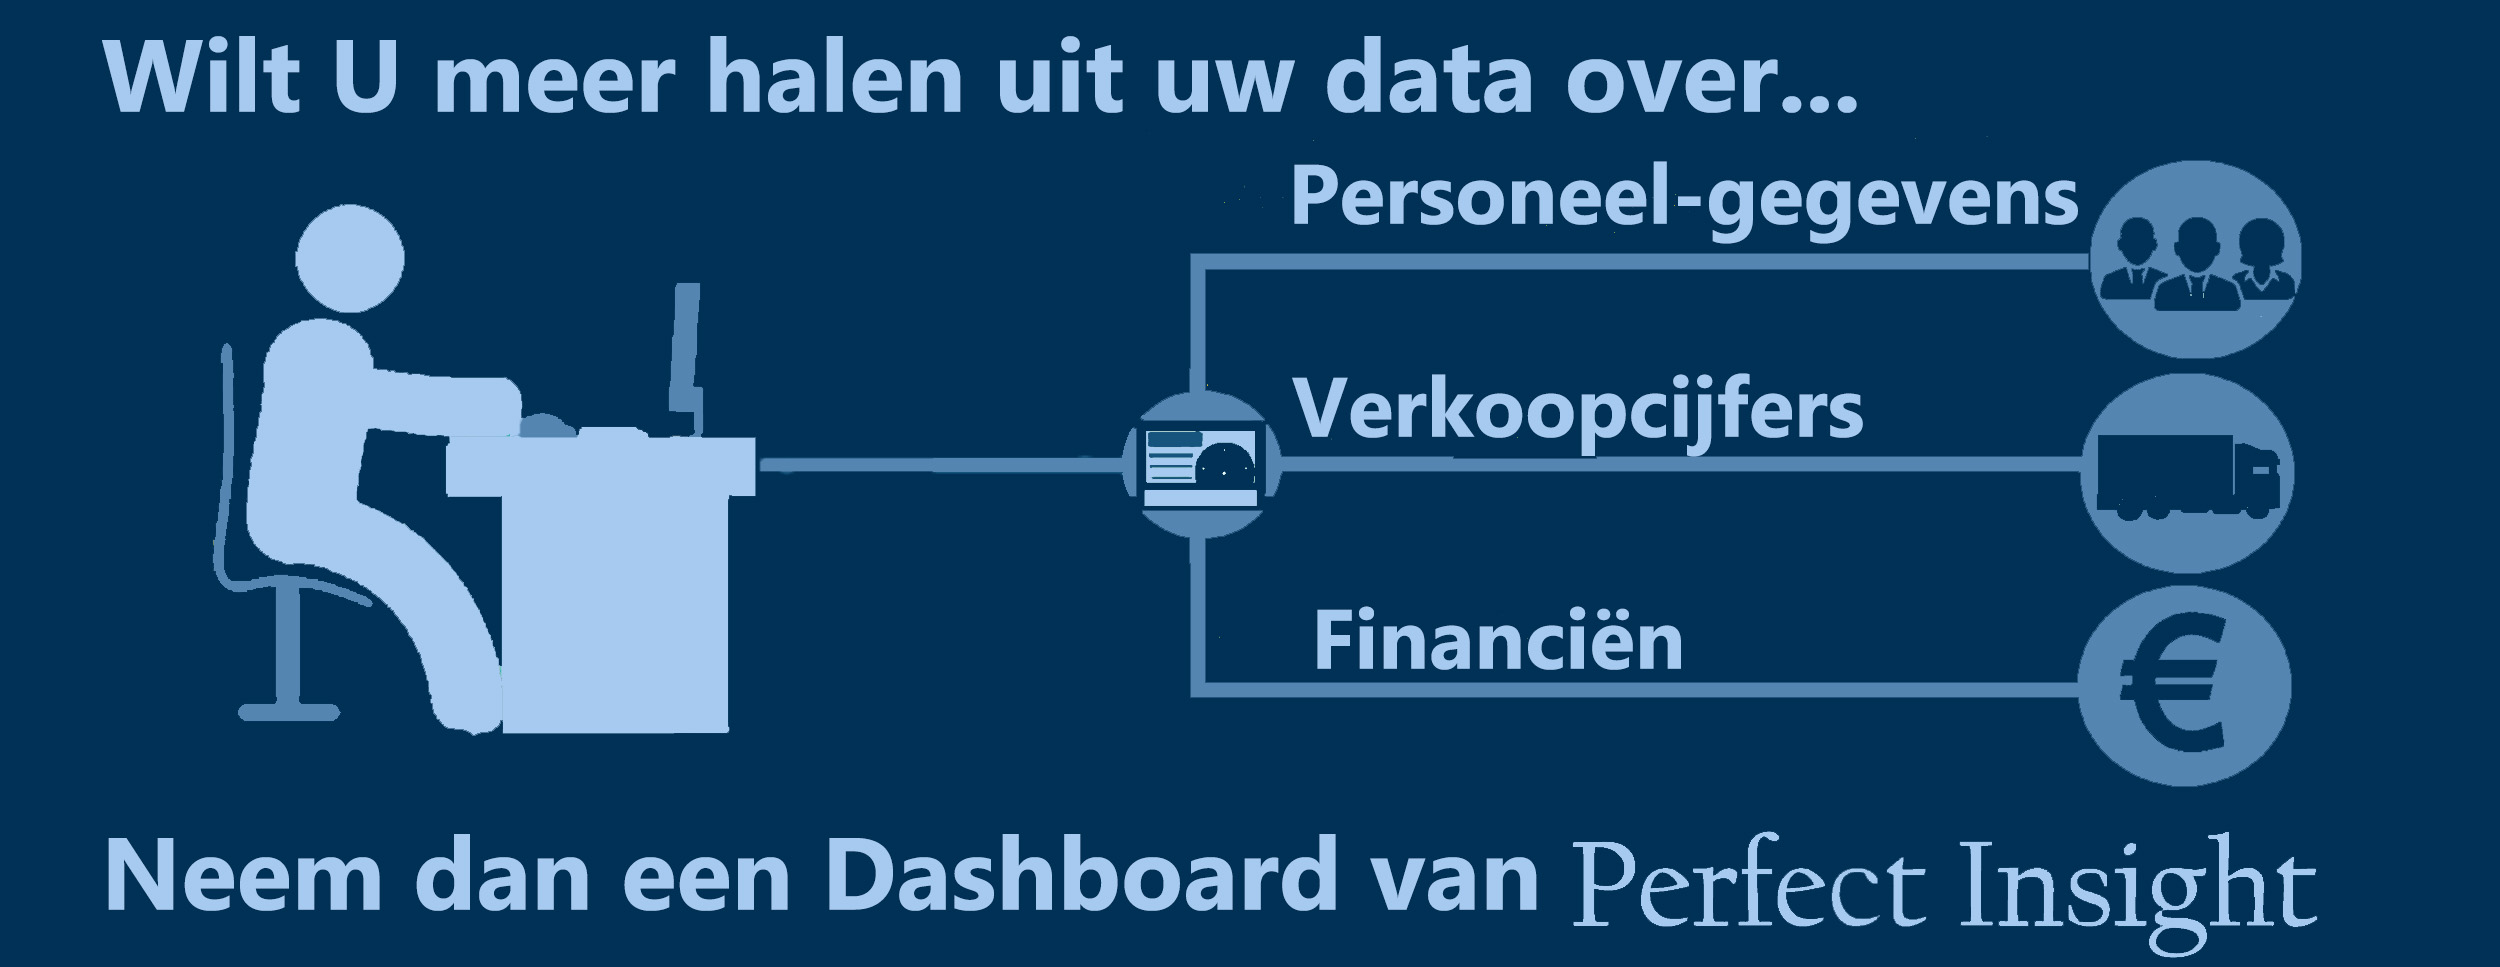 Wilt U meer halen uit uw data over...
Personeel-gegevens
Verkoopcijfers
Financiën
Neem dan een Dashboard van Perfect Insight